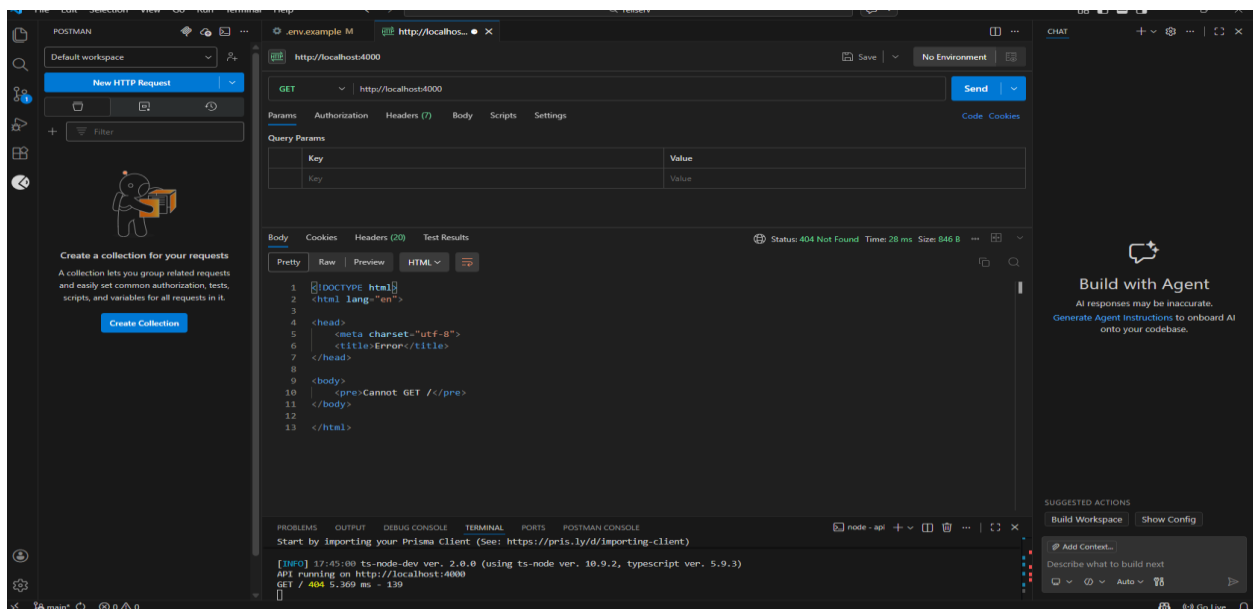 File Edit Selection View Go Run Terminal Help
POSTMAN
Default workspace
New HTTP Request
Filter
Create a collection for your requests
A collection lets you group related requests
and easily set common authorization, tests,
scripts, and variables for all requests in it.
Create Collection
.env.example M
http://localhos...
http://localhost:4000
Save
No Environment
GET
http://localhost:4000
Send
Params Authorization Headers (7) Body Scripts Settings
Code Cookies
Query Params
Key Value
Key Value
Body Cookies Headers (20) Test Results
Status: 404 Not Found Time: 28 ms Size: 846 B
Pretty Raw Preview HTML
1 <!DOCTYPE html>
2 <html lang="en">
3
4 <head>
5 <meta charset="utf-8">
6 <title>Error</title>
7 </head>
8
9 <body>
10 <pre>Cannot GET /</pre>
11 </body>
12
13 </html>
PROBLEMS OUTPUT DEBUG CONSOLE TERMINAL PORTS POSTMAN CONSOLE
node - api
Start by importing your Prisma Client (See: https://pris.ly/d/importing-client)
[INFO] 17:45:00 ts-node-dev ver. 2.0.0 (using ts-node ver. 10.9.2, typescript ver. 5.9.3)
API running on http://localhost:4000
GET / 404 5.369 ms - 139
CHAT
Build with Agent
AI responses may be inaccurate.
Generate Agent Instructions to onboard AI
onto your codebase.
SUGGESTED ACTIONS
Build Workspace Show Config
Add Context...
Describe what to build next
Auto
main* 0 0
Go Live